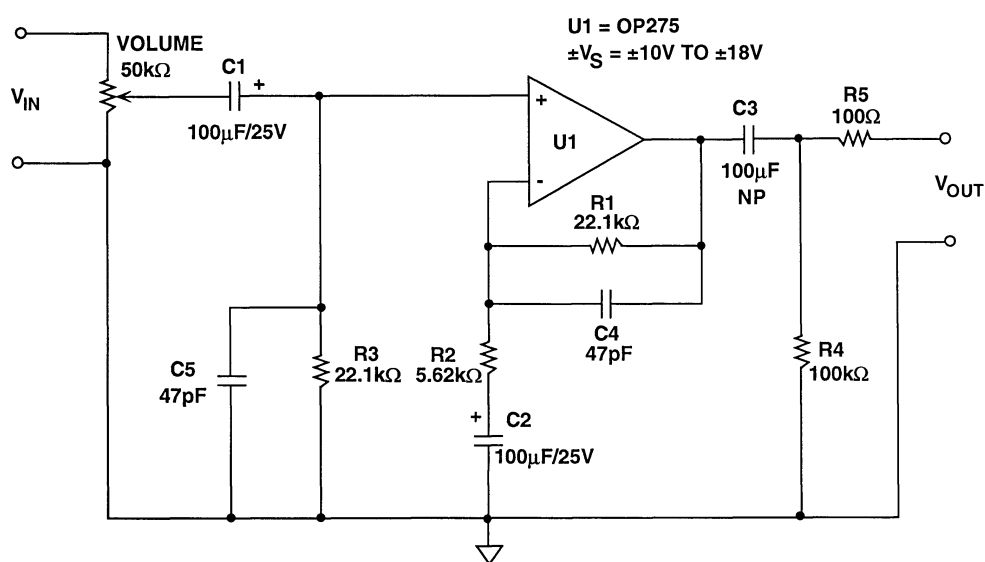 U1 = OP275
±VS = ±10V TO ±18V
VOLUME
50kΩ
VIN
C1
+
100µF/25V
+
U1
-
C3
100µF
NP
R5
100Ω
VOUT
R1
22.1kΩ
C4
47pF
C5
47pF
R3
22.1kΩ
R2
5.62kΩ
+
C2
100µF/25V
R4
100kΩ